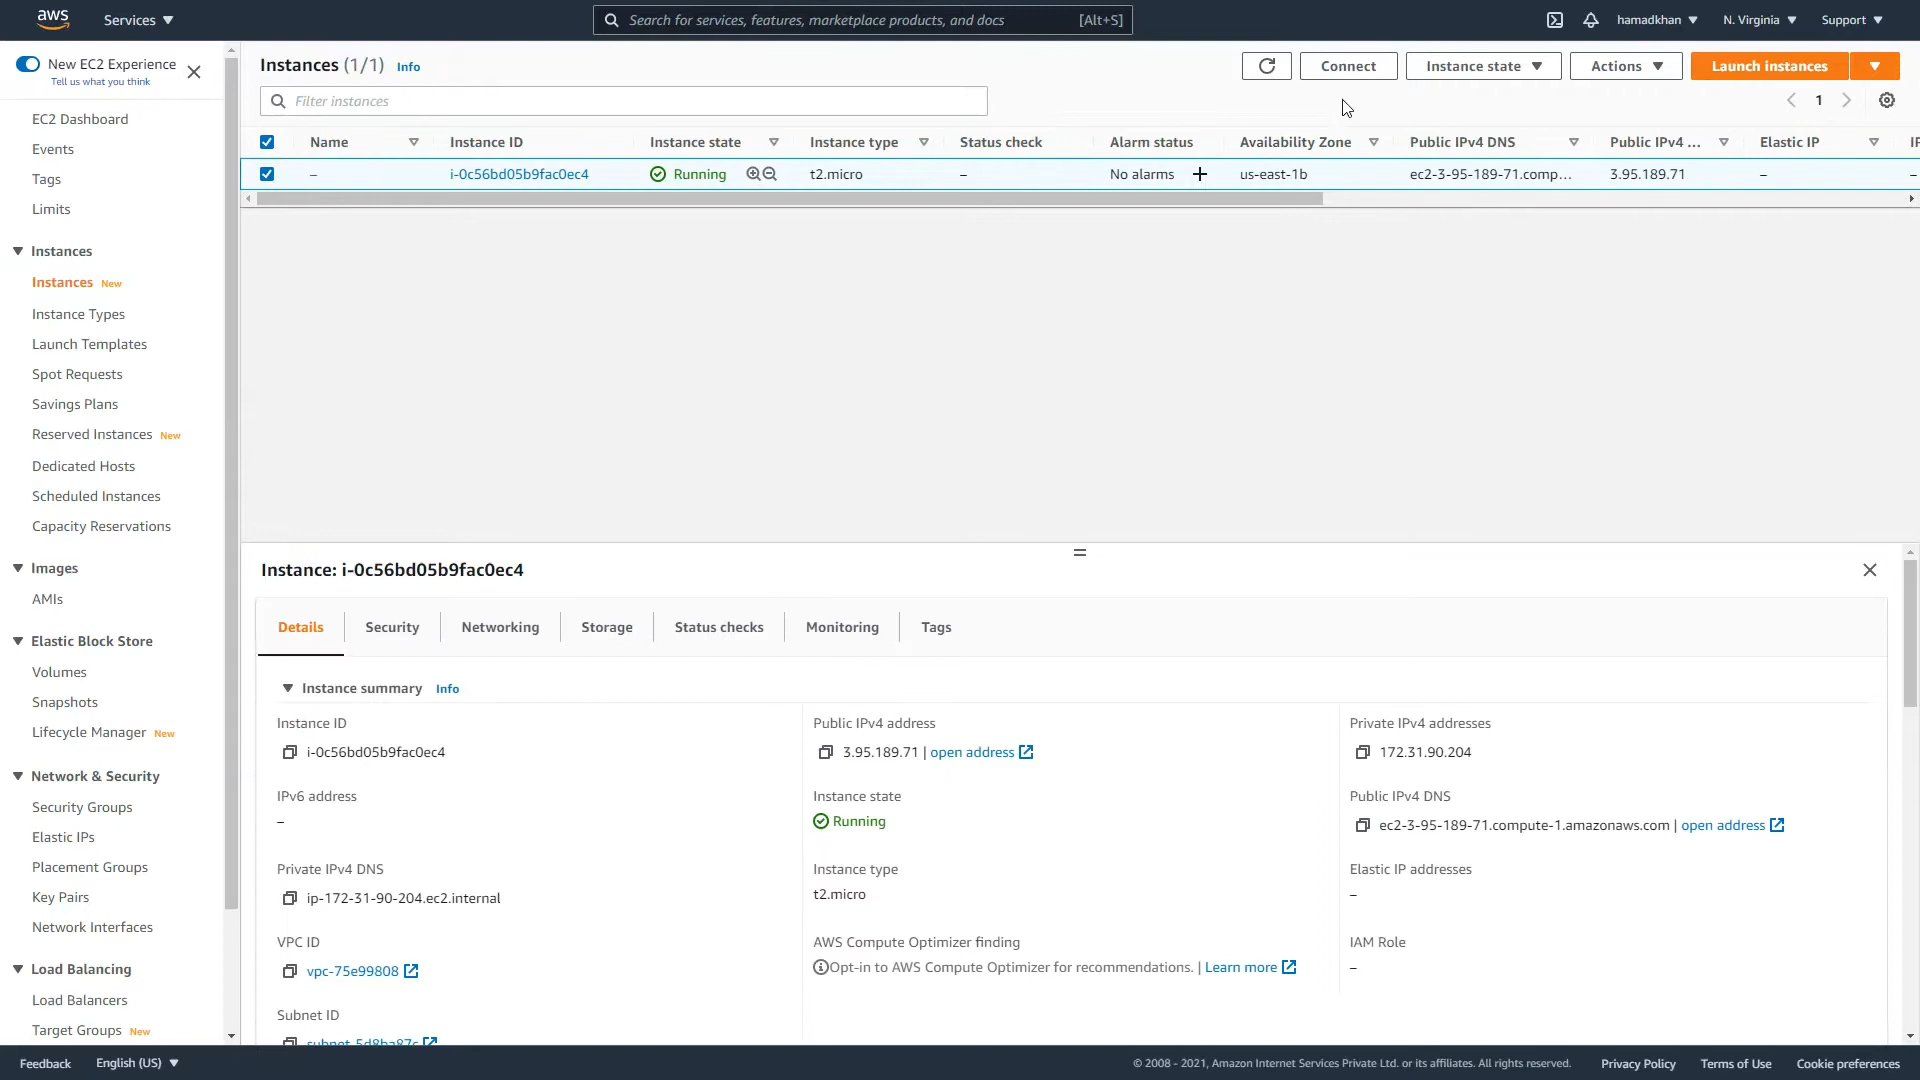 aws
Services
Search for services, features, marketplace products, and docs [Alt+S]
hamadkhan
N. Virginia
Support
New EC2 Experience
Tell us what you think
EC2 Dashboard
Events
Tags
Limits
Instances
Instances New
Instance Types
Launch Templates
Spot Requests
Savings Plans
Reserved Instances New
Dedicated Hosts
Scheduled Instances
Capacity Reservations
Images
AMIs
Elastic Block Store
Volumes
Snapshots
Lifecycle Manager New
Network & Security
Security Groups
Elastic IPs
Placement Groups
Key Pairs
Network Interfaces
Load Balancing
Load Balancers
Target Groups New
Instances (1/1) Info
Connect
Instance state
Actions
Launch instances
Filter instances
1
Name Instance ID Instance state Instance type Status check Alarm status Availability Zone Public IPv4 DNS Public IPv4 ... Elastic IP IP
– i-0c56bd05b9fac0ec4 Running t2.micro – No alarms + us-east-1b ec2-3-95-189-71.comp... 3.95.189.71 – –
Instance: i-0c56bd05b9fac0ec4
Details Security Networking Storage Status checks Monitoring Tags
Instance summary Info
Instance ID
i-0c56bd05b9fac0ec4
Public IPv4 address
3.95.189.71 | open address
Private IPv4 addresses
172.31.90.204
IPv6 address
–
Instance state
Running
Public IPv4 DNS
ec2-3-95-189-71.compute-1.amazonaws.com | open address
Private IPv4 DNS
ip-172-31-90-204.ec2.internal
Instance type
t2.micro
Elastic IP addresses
–
VPC ID
vpc-75e99808
AWS Compute Optimizer finding
Opt-in to AWS Compute Optimizer for recommendations. | Learn more
IAM Role
–
Subnet ID
subnet-5d8ba87c
Feedback English (US)
© 2008 - 2021, Amazon Internet Services Private Ltd. or its affiliates. All rights reserved. Privacy Policy Terms of Use Cookie preferences